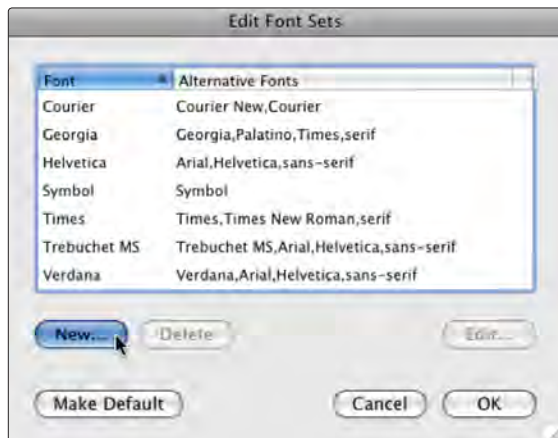 Edit Font Sets
Font Alternative Fonts
Courier Courier New,Courier
Georgia Georgia,Palatino,Times,serif
Helvetica Arial,Helvetica,sans-serif
Symbol Symbol
Times Times,Times New Roman,serif
Trebuchet MS Trebuchet MS,Arial,Helvetica,sans-serif
Verdana Verdana,Arial,Helvetica,sans-serif
New... Delete Edit...
Make Default Cancel OK